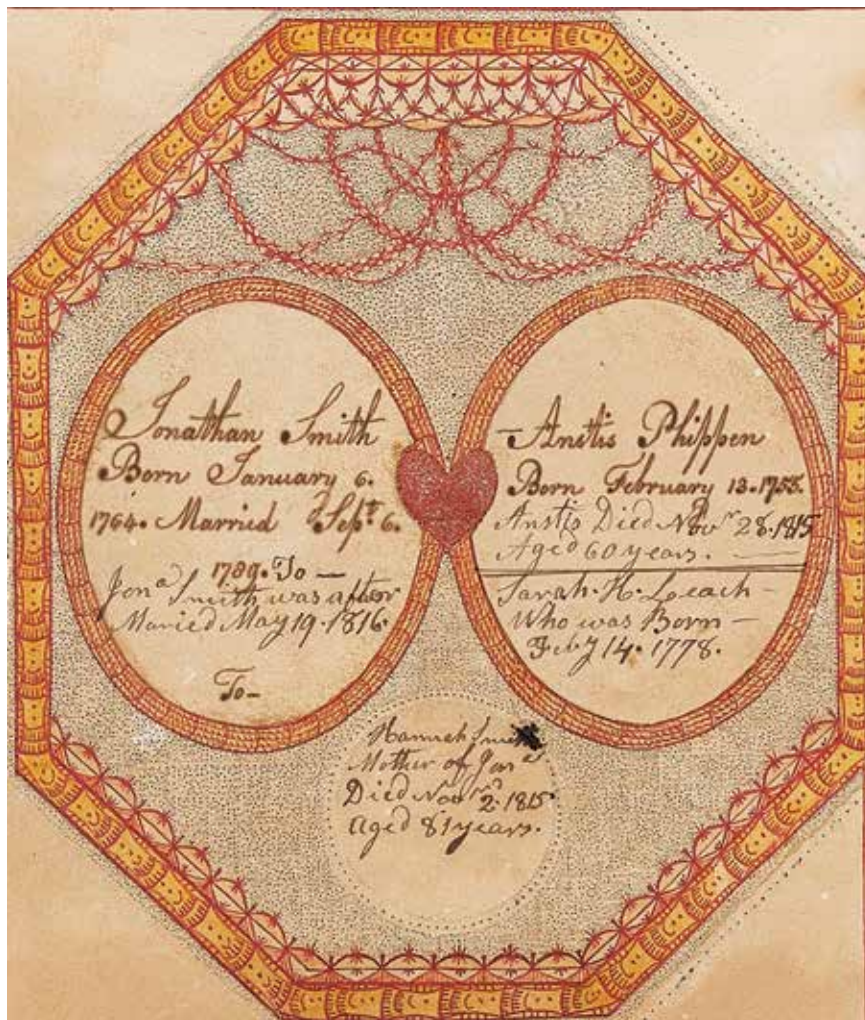 Jonathan Smith
Born January 6.
1764. Married Sepᵗ 6.
1789. To —
Jonᵃ Smith was after
Maried May 19. 1816.
To —
— Anstis Phippen
Born February 13. 1755.
Anstis Died Novʳ 28. 1815
Aged 60 years. —
Sarah. H. Leach —
Who was Born —
Feby 14. 1778.
Hannah Smith
Mother of Jonᵃ
Died Novʳ 2ᵈ. 1815
Aged 81 years.